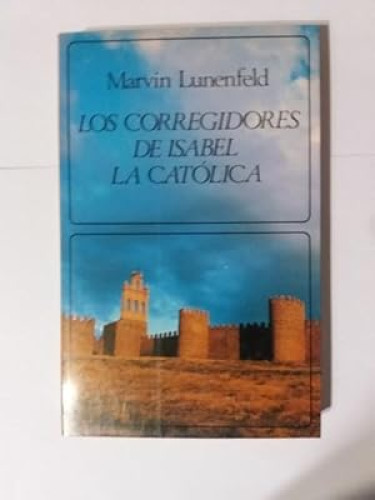 Marvin Lunenfeld
LOS CORREGIDORES
DE ISABEL
LA CATÓLICA